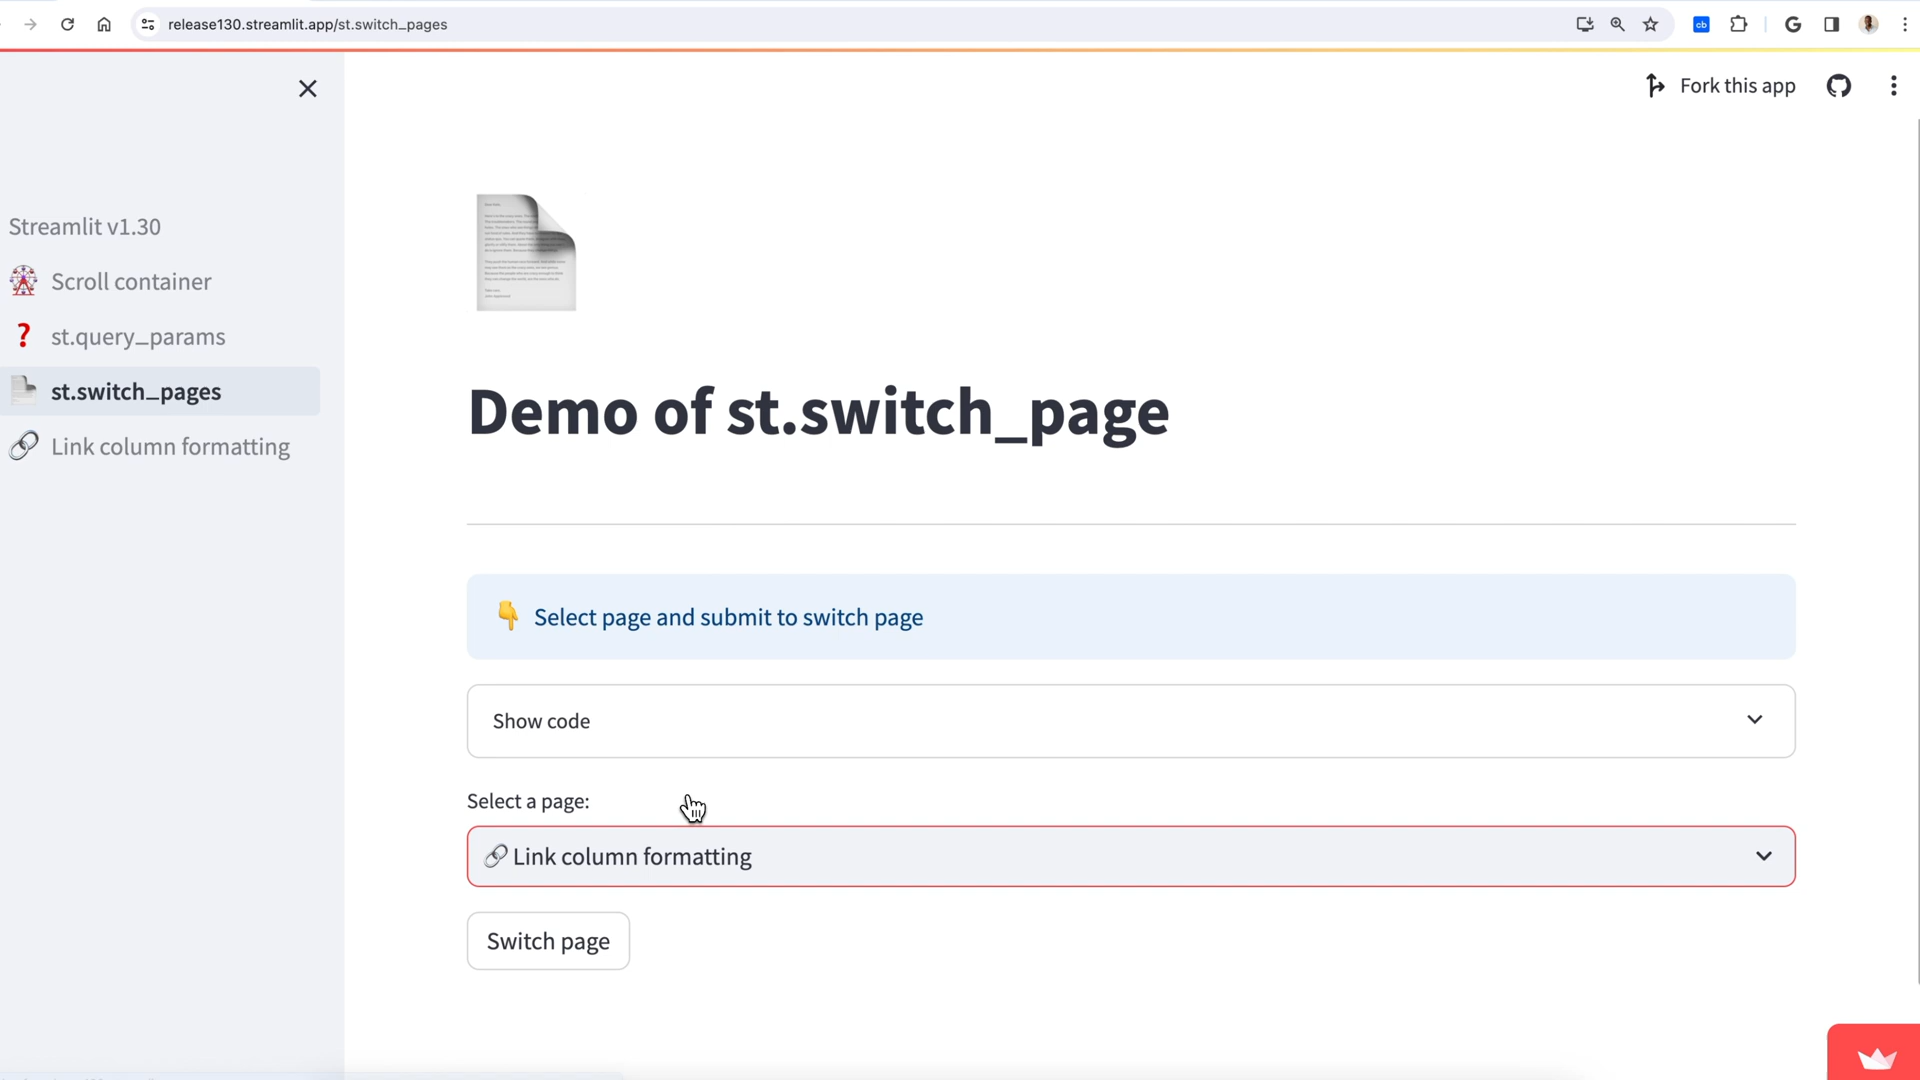 release130.streamlit.app/st.switch_pages
cb
G
Fork this app
Streamlit v1.30
Scroll container
st.query_params
st.switch_pages
Link column formatting
Demo of st.switch_page
Select page and submit to switch page
Show code
Select a page:
Link column formatting
Switch page